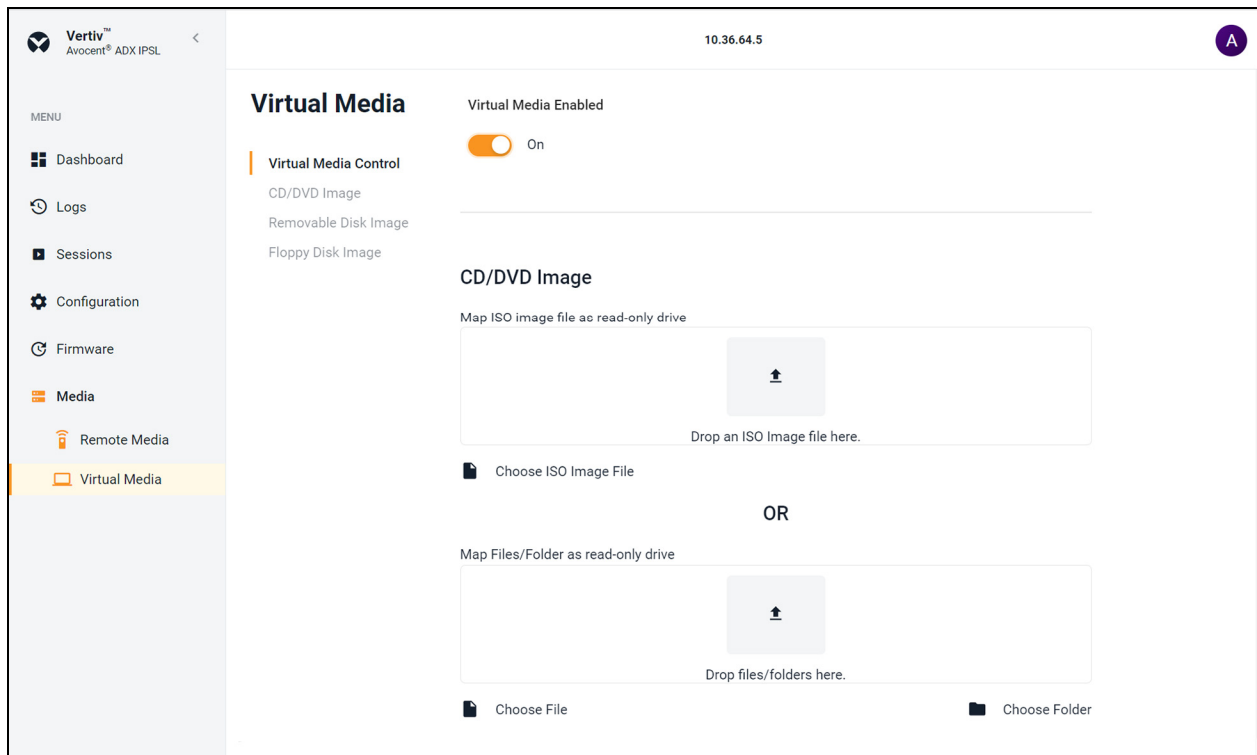 Vertiv™
Avocent® ADX IPSL
10.36.64.5
A
MENU
Dashboard
Logs
Sessions
Configuration
Firmware
Media
Remote Media
Virtual Media
Virtual Media
Virtual Media Control
CD/DVD Image
Removable Disk Image
Floppy Disk Image
Virtual Media Enabled
On
CD/DVD Image
Map ISO image file as read-only drive
Drop an ISO Image file here.
Choose ISO Image File
OR
Map Files/Folder as read-only drive
Drop files/folders here.
Choose File
Choose Folder